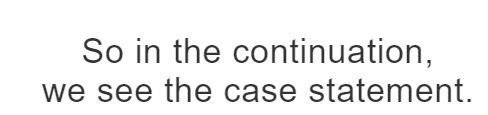 So in the continuation,
we see the case statement.